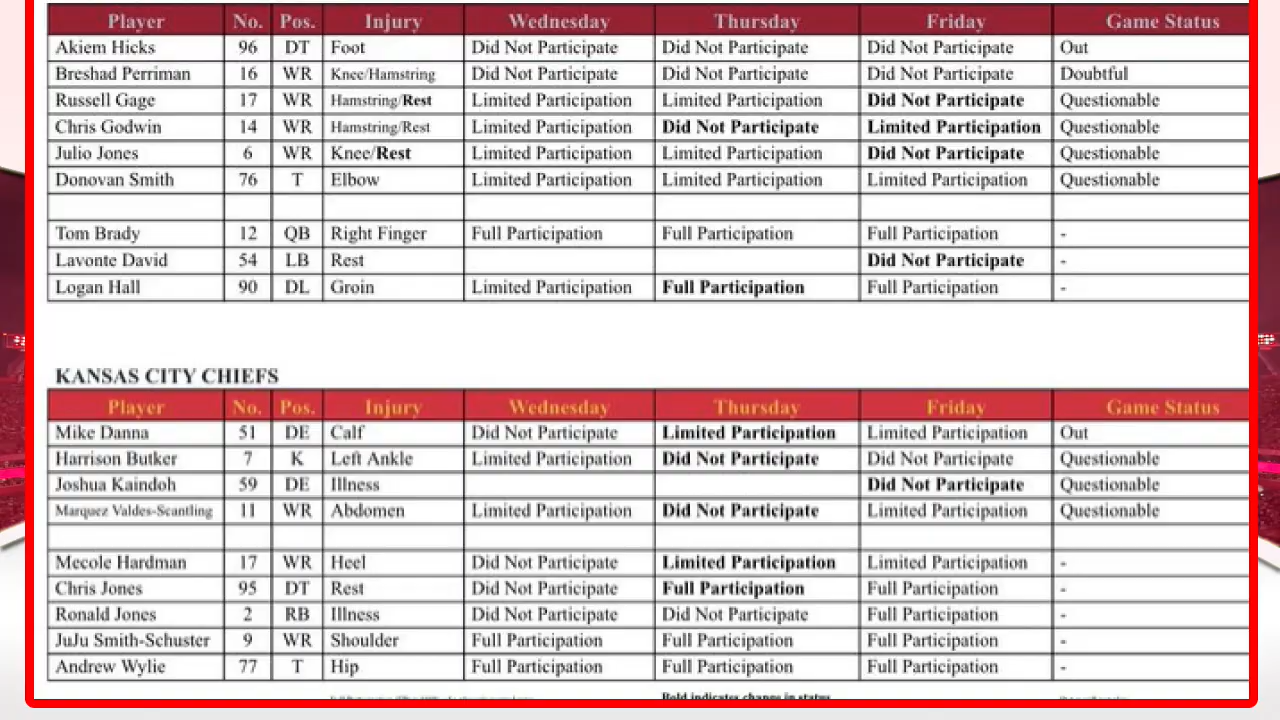 Player No. Pos. Injury Wednesday Thursday Friday Game Status
Akiem Hicks 96 DT Foot Did Not Participate Did Not Participate Did Not Participate Out
Breshad Perriman 16 WR Knee/Hamstring Did Not Participate Did Not Participate Did Not Participate Doubtful
Russell Gage 17 WR Hamstring/Rest Limited Participation Limited Participation Did Not Participate Questionable
Chris Godwin 14 WR Hamstring/Rest Limited Participation Did Not Participate Limited Participation Questionable
Julio Jones 6 WR Knee/Rest Limited Participation Limited Participation Did Not Participate Questionable
Donovan Smith 76 T Elbow Limited Participation Limited Participation Limited Participation Questionable
Tom Brady 12 QB Right Finger Full Participation Full Participation Full Participation -
Lavonte David 54 LB Rest Did Not Participate -
Logan Hall 90 DL Groin Limited Participation Full Participation Full Participation -
KANSAS CITY CHIEFS
Player No. Pos. Injury Wednesday Thursday Friday Game Status
Mike Danna 51 DE Calf Did Not Participate Limited Participation Limited Participation Out
Harrison Butker 7 K Left Ankle Limited Participation Did Not Participate Did Not Participate Questionable
Joshua Kaindoh 59 DE Illness Did Not Participate Questionable
Marquez Valdes-Scantling 11 WR Abdomen Limited Participation Did Not Participate Limited Participation Questionable
Mecole Hardman 17 WR Heel Did Not Participate Limited Participation Limited Participation -
Chris Jones 95 DT Rest Did Not Participate Full Participation Full Participation -
Ronald Jones 2 RB Illness Did Not Participate Did Not Participate Full Participation -
JuJu Smith-Schuster 9 WR Shoulder Full Participation Full Participation Full Participation -
Andrew Wylie 77 T Hip Full Participation Full Participation Full Participation -
Bold indicates change in status